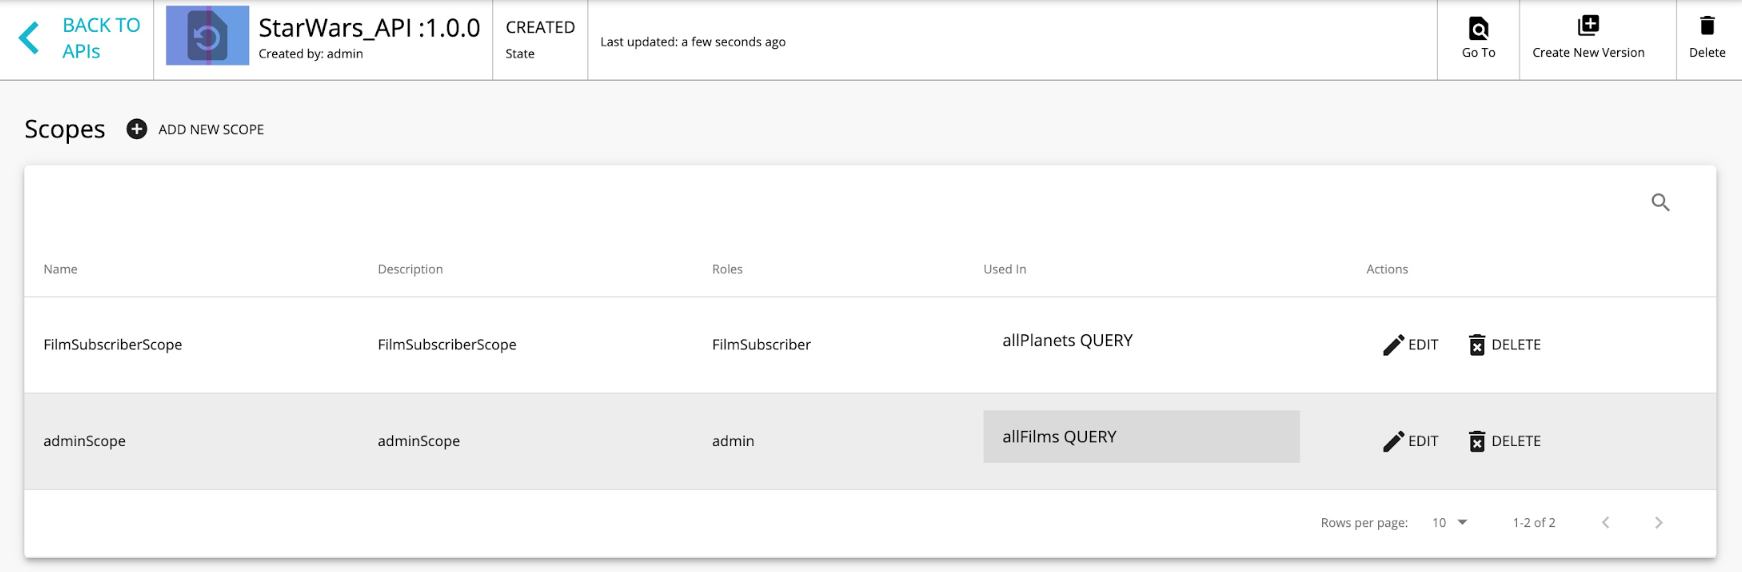 BACK TO
APIs
StarWars_API :1.0.0
Created by: admin
CREATED
State
Last updated: a few seconds ago
Go To
Create New Version
Delete
Scopes
ADD NEW SCOPE
Name Description Roles Used In Actions
FilmSubscriberScope FilmSubscriberScope FilmSubscriber allPlanets QUERY EDIT DELETE
adminScope adminScope admin allFilms QUERY EDIT DELETE
Rows per page: 10 1-2 of 2